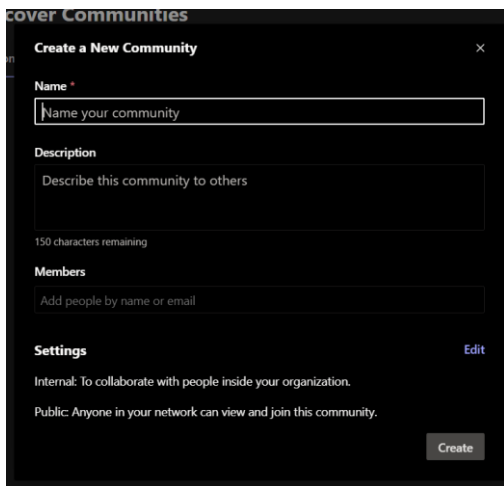 cover Communities
on
Create a New Community
Name *
Name your community
Description
Describe this community to others
150 characters remaining
Members
Add people by name or email
Settings
Edit
Internal: To collaborate with people inside your organization.
Public: Anyone in your network can view and join this community.
Create